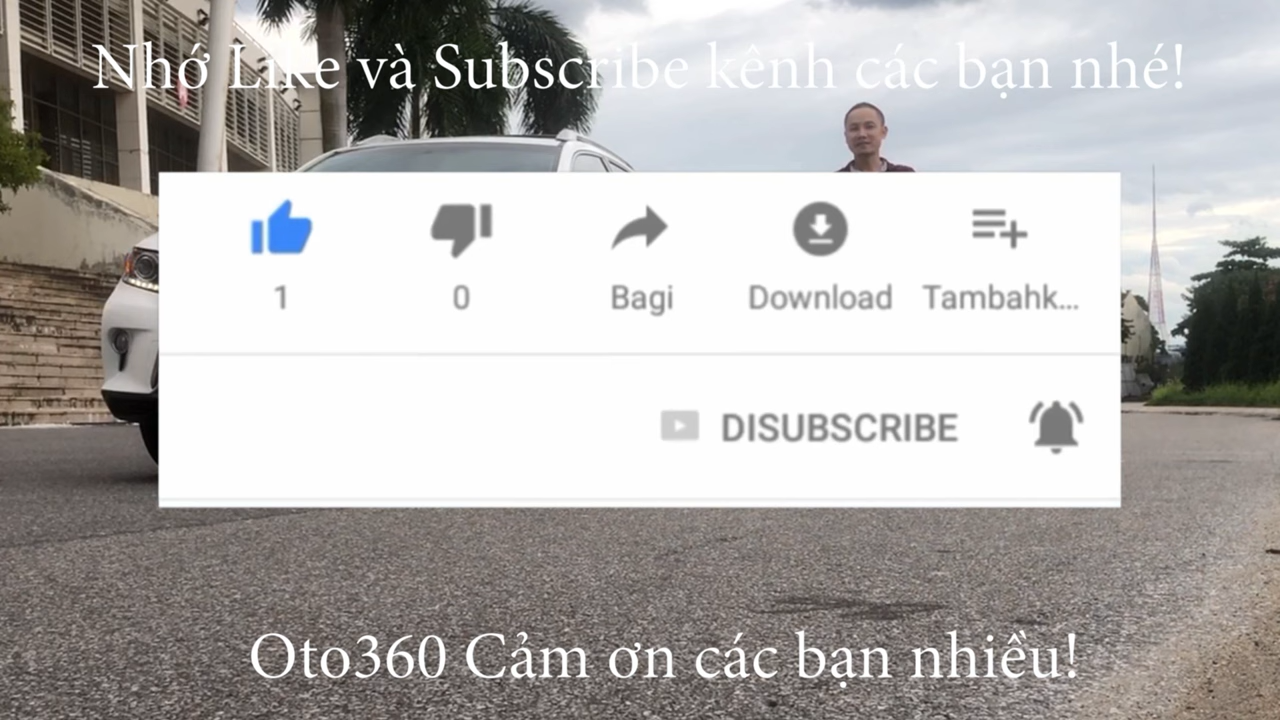 Nhớ Like và Subscribe kênh các bạn nhé!
1 0 Bagi Download Tambahk...
DISUBSCRIBE
Oto360 Cảm ơn các bạn nhiều!